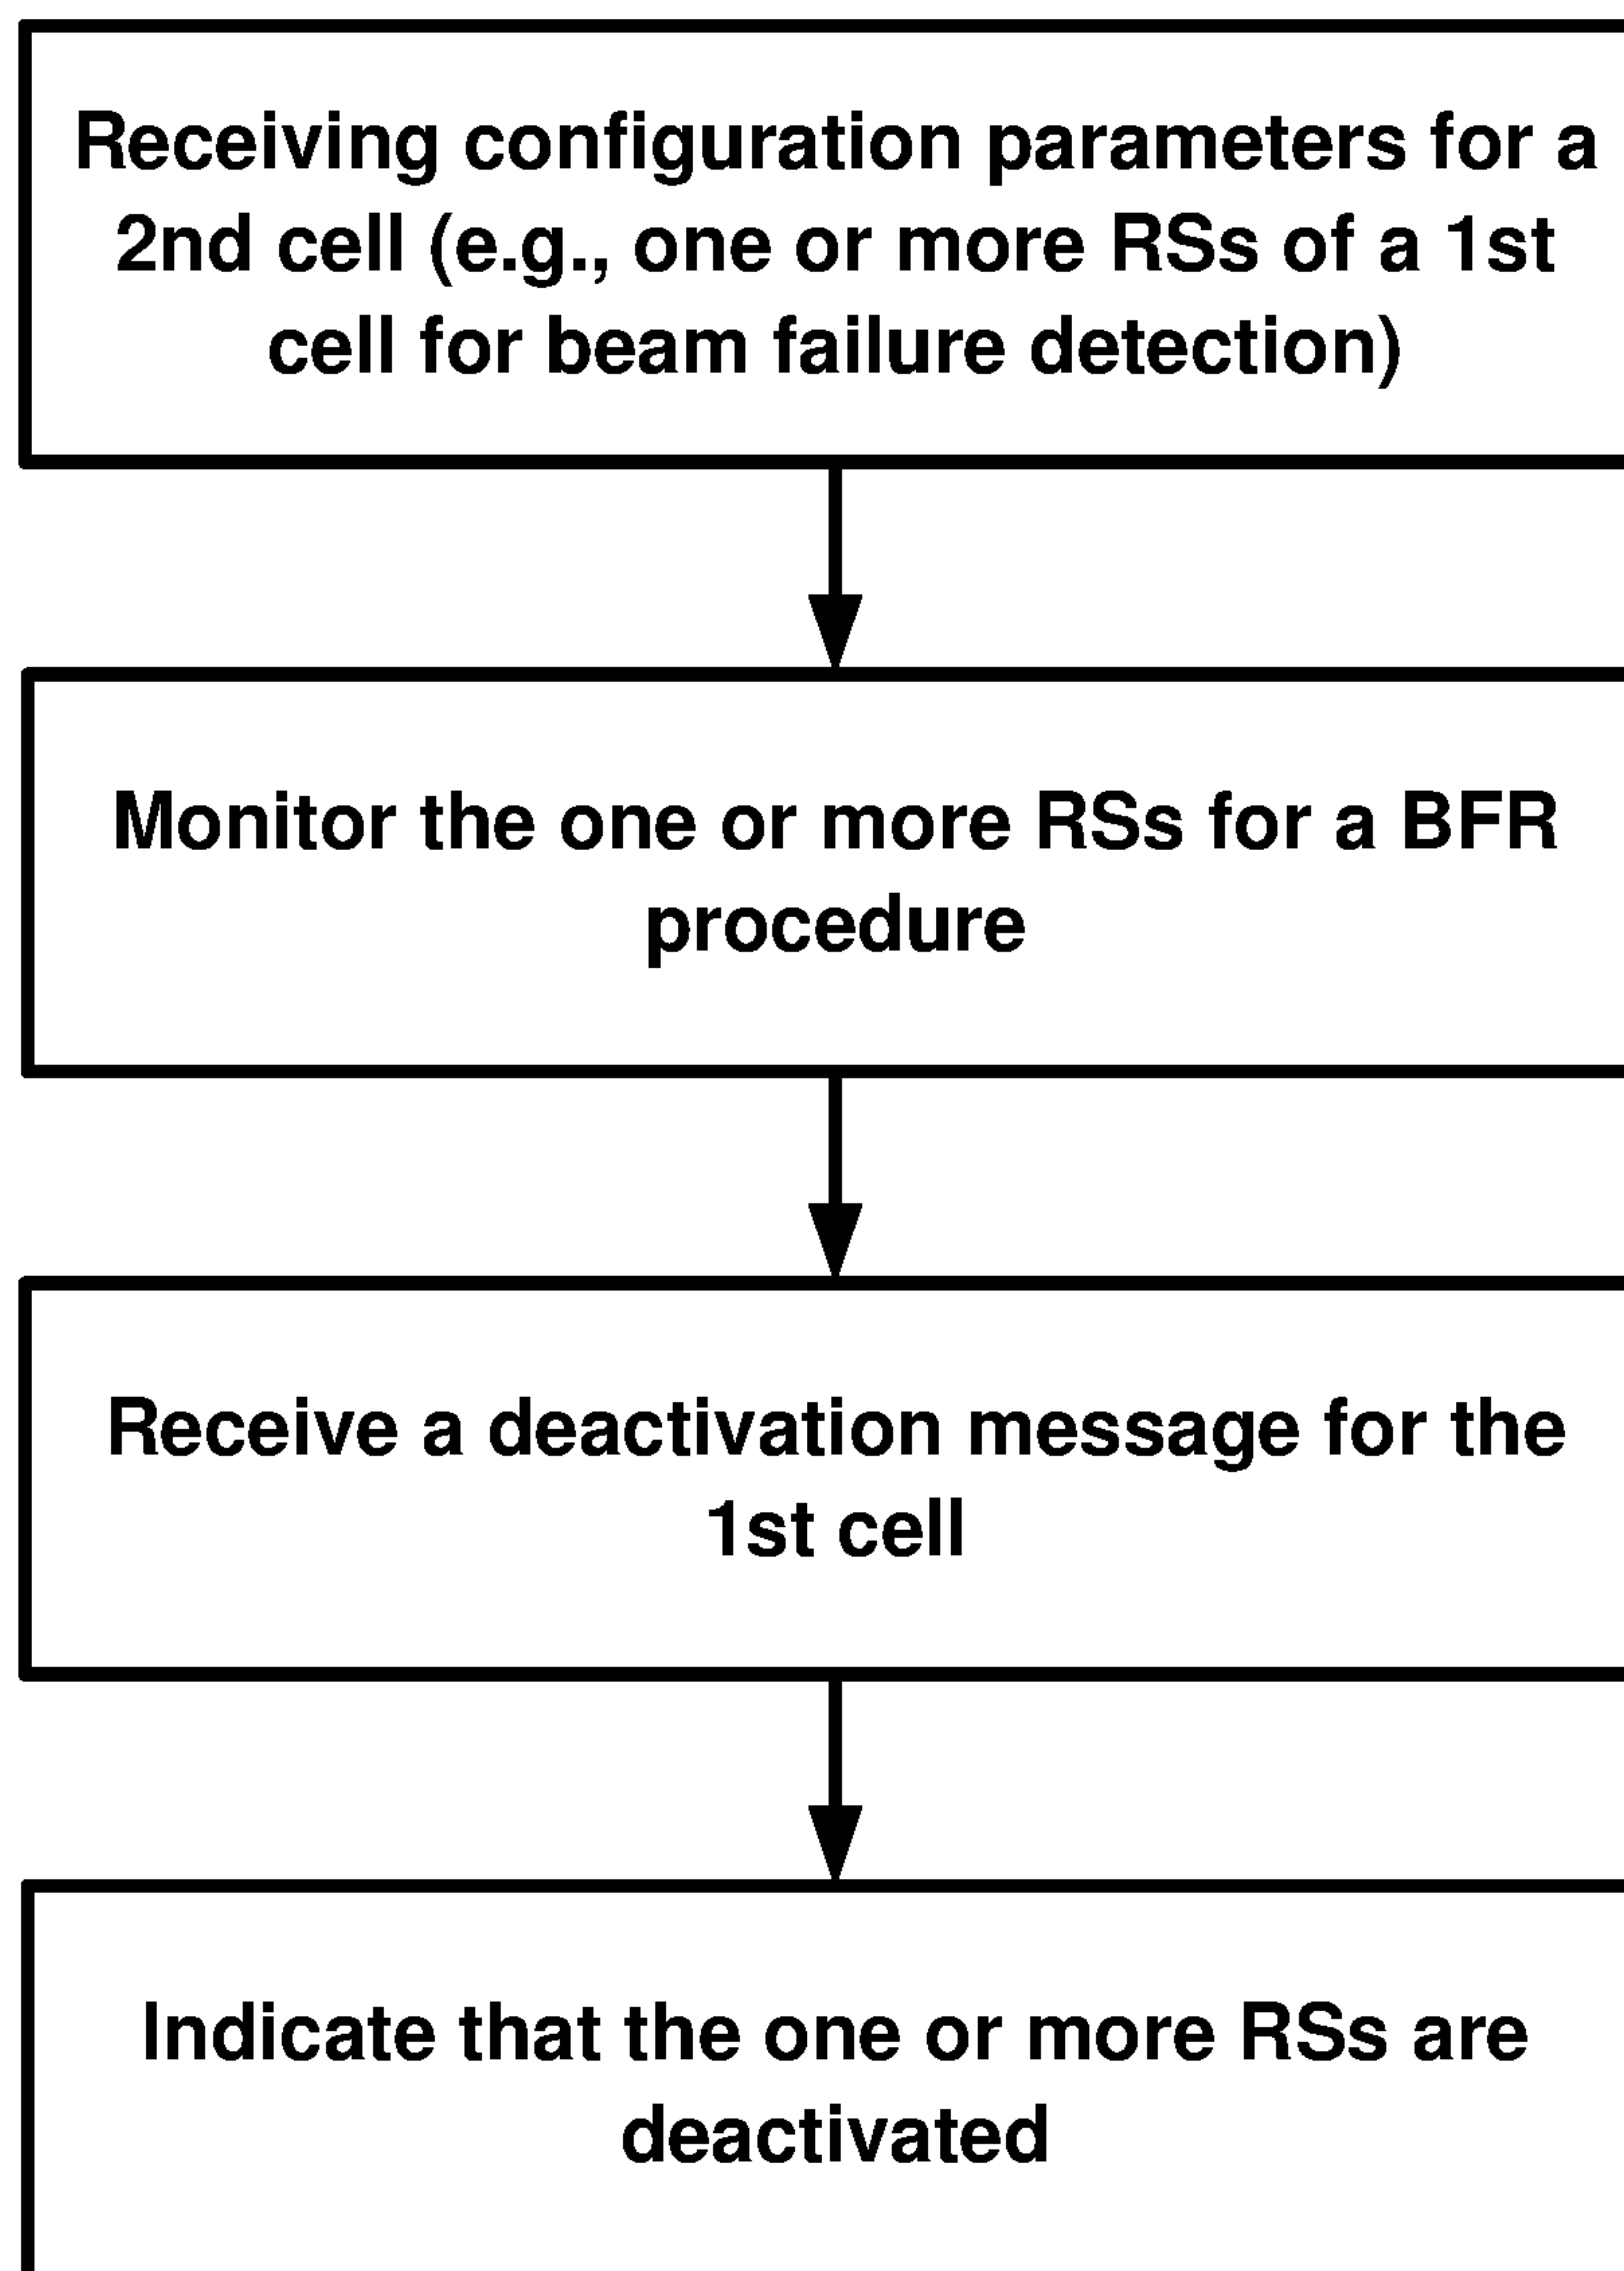 Receiving configuration parameters for a
2nd cell (e.g., one or more RSs of a 1st
cell for beam failure detection)
Monitor the one or more RSs for a BFR
procedure
Receive a deactivation message for the
1st cell
Indicate that the one or more RSs are
deactivated